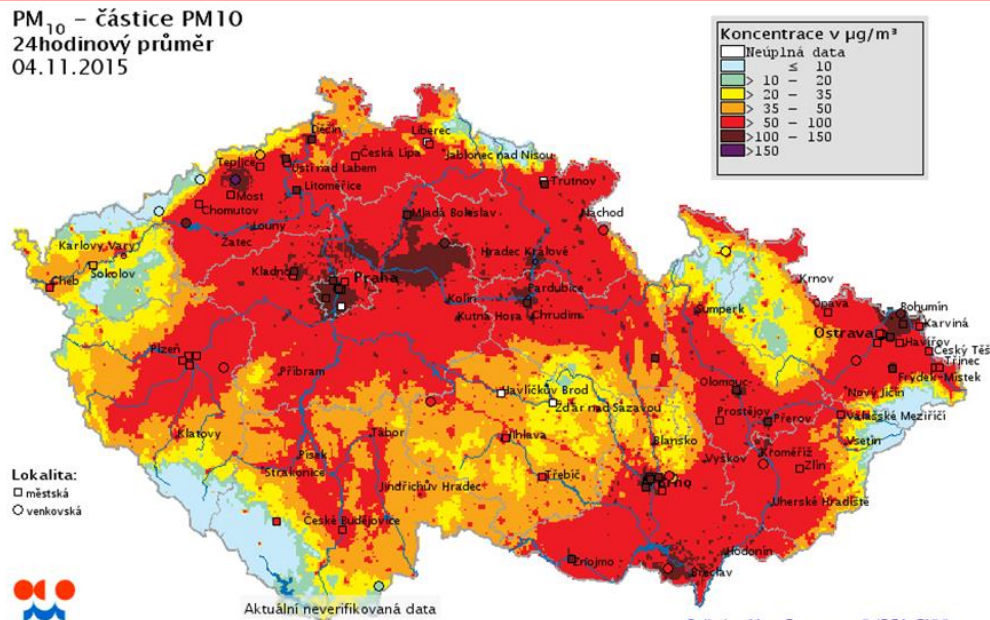 PM₁₀ – částice PM10
24hodinový průměr
04.11.2015
Koncentrace v µg/m³
Neúplná data
≤ 10
> 10 – 20
> 20 – 35
> 35 – 50
> 50 – 100
>100 – 150
>150
Děčín
Liberec
Teplice
Ústí nad Labem
Česká Lípa
Jablonec nad Nisou
Litoměřice
Trutnov
Most
Chomutov
Mladá Boleslav
Náchod
Louny
Žatec
Karlovy Vary
Hradec Králové
Sokolov
Cheb
Kladno
Praha
Krnov
Pardubice
Kolín
Šumperk
Opava
Bohumín
Kutná Hora
Chrudim
Karviná
Ostrava
Havířov
Český Těš
Plzeň
Třinec
Příbram
Frýdek-Místek
Havlíčkův Brod
Olomouc
Nový Jičín
Žďár nad Sázavou
Prostějov
Přerov
Valašské Meziříčí
Klatovy
Tábor
Jihlava
Blansko
Vsetín
Písek
Vyškov
Kroměříž
Zlín
Strakonice
Třebíč
Lokalita:
městská
venkovská
Jindřichův Hradec
Brno
Uherské Hradiště
České Budějovice
Hodonín
Znojmo
Břeclav
Aktuální neverifikovaná data